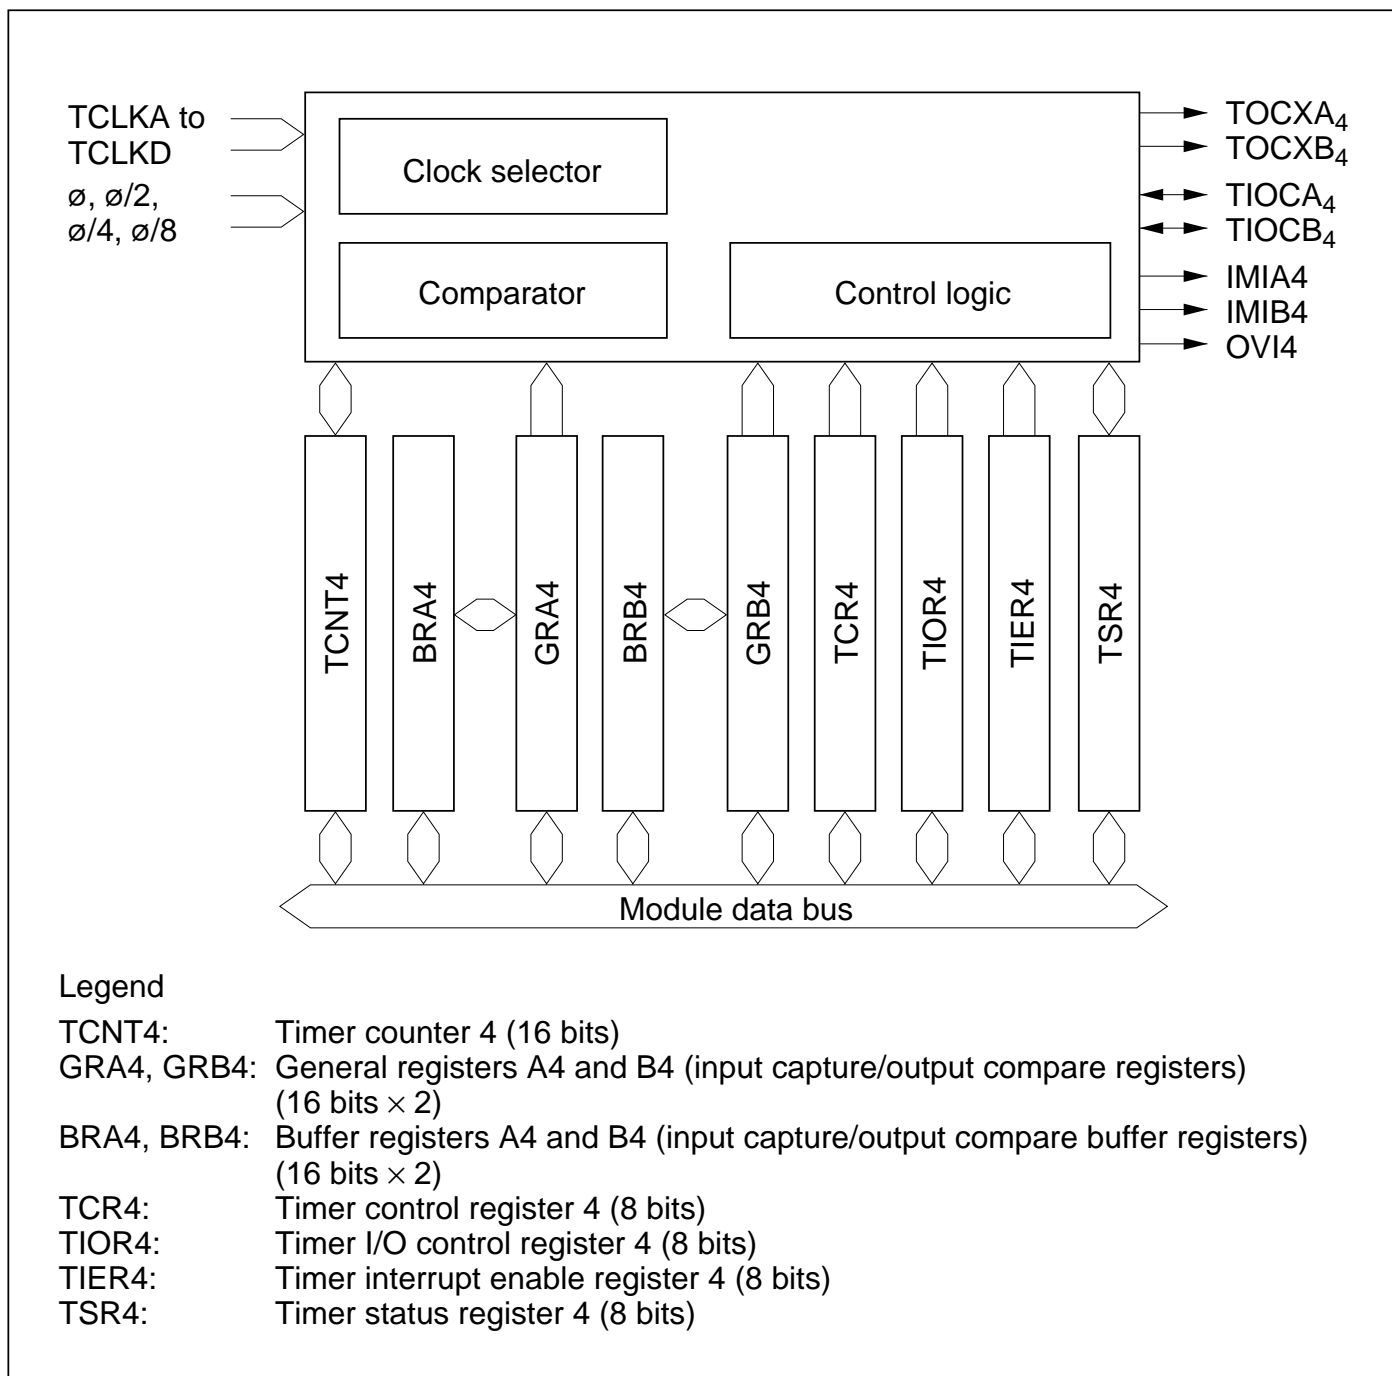 TCLKA to
TCLKD
ø, ø/2,
ø/4, ø/8
Clock selector
Comparator
Control logic
TOCXA4
TOCXB4
TIOCA4
TIOCB4
IMIA4
IMIB4
OVI4
TCNT4
BRA4
GRA4
BRB4
GRB4
TCR4
TIOR4
TIER4
TSR4
Module data bus
Legend
TCNT4: Timer counter 4 (16 bits)
GRA4, GRB4: General registers A4 and B4 (input capture/output compare registers)
(16 bits × 2)
BRA4, BRB4: Buffer registers A4 and B4 (input capture/output compare buffer registers)
(16 bits × 2)
TCR4: Timer control register 4 (8 bits)
TIOR4: Timer I/O control register 4 (8 bits)
TIER4: Timer interrupt enable register 4 (8 bits)
TSR4: Timer status register 4 (8 bits)